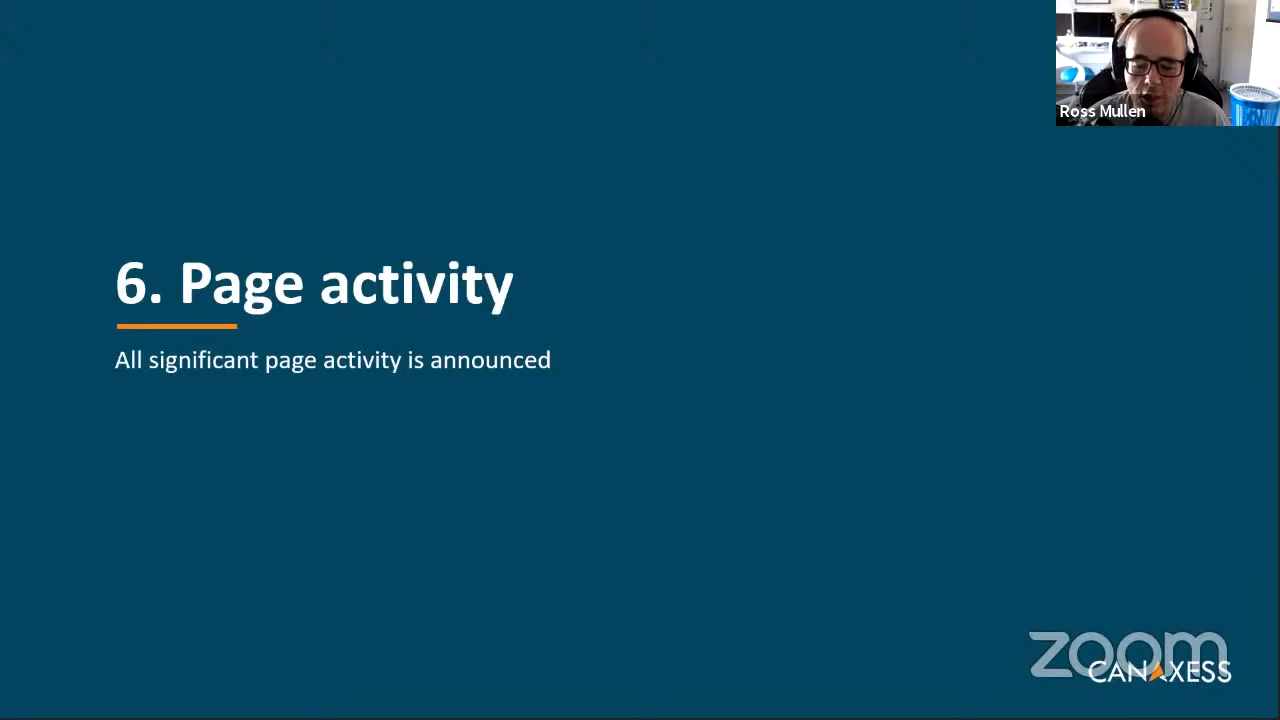 Ross Mullen
6. Page activity
All significant page activity is announced
zoom
CANAXESS